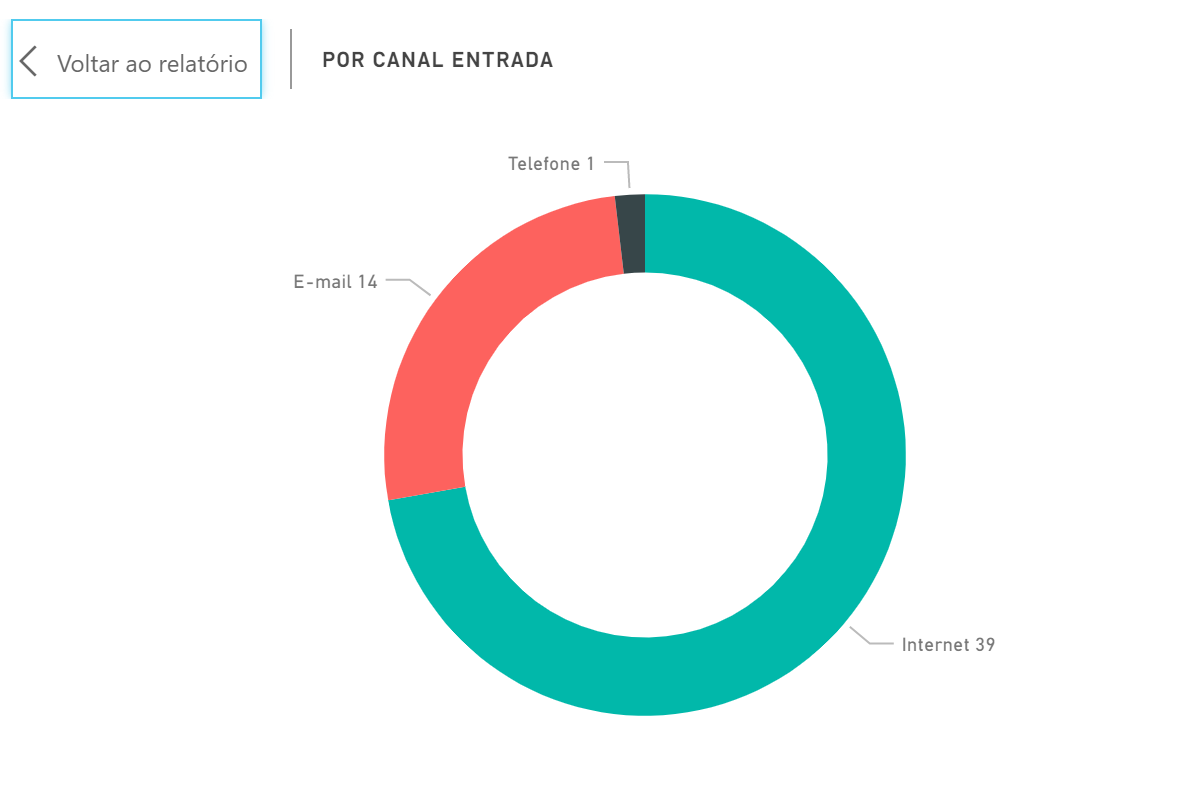 Voltar ao relatório
POR CANAL ENTRADA
Telefone 1
E-mail 14
Internet 39